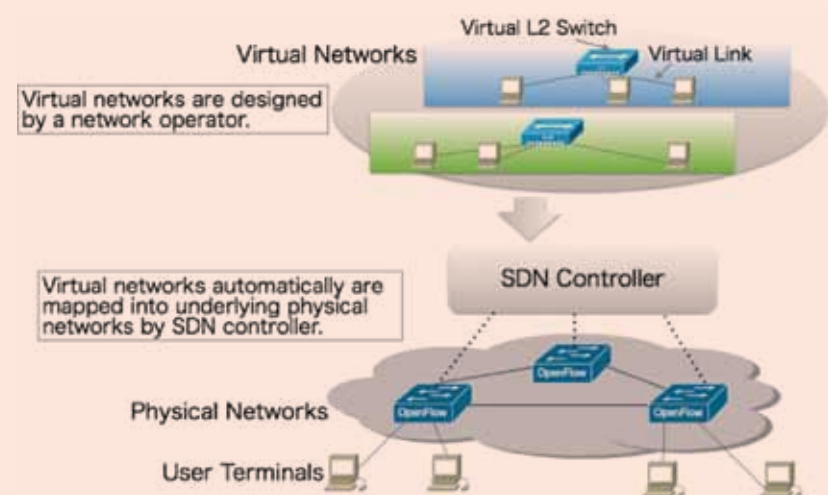 Virtual L2 Switch
Virtual Networks
Virtual Link
Virtual networks are designed
by a network operator.
SDN Controller
Virtual networks automatically are
mapped into underlying physical
networks by SDN controller.
OpenFlow
OpenFlow
OpenFlow
Physical Networks
User Terminals